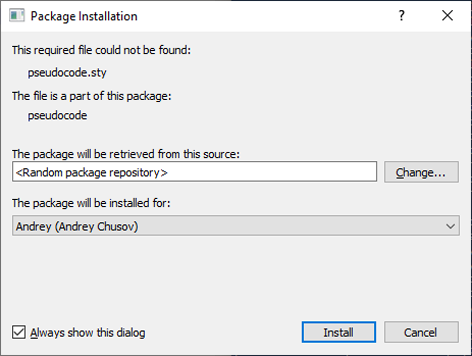 Package Installation
This required file could not be found:
pseudocode.sty
The file is a part of this package:
pseudocode
The package will be retrieved from this source:
<Random package repository>
Change...
The package will be installed for:
Andrey (Andrey Chusov)
Always show this dialog
Install
Cancel